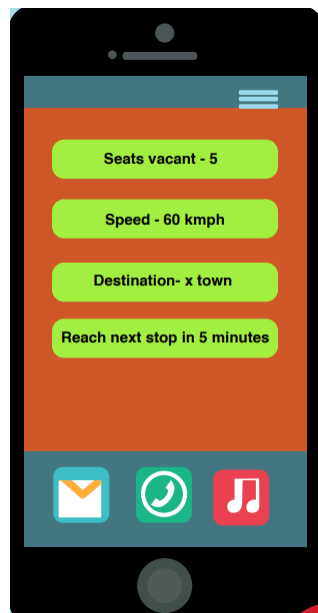 Seats vacant - 5
Speed - 60 kmph
Destination- x town
Reach next stop in 5 minutes